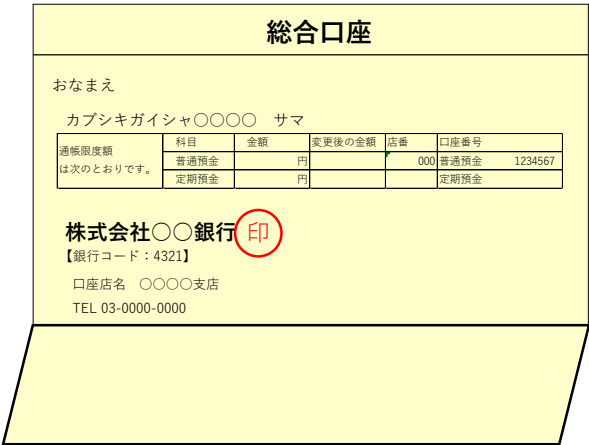 総合口座
おなまえ
カブシキガイシャ○○○○ サマ
通帳限度額
は次のとおりです。
科目 金額 変更後の金額 店番 口座番号
普通預金 円 000 普通預金 1234567
定期預金 円 定期預金
株式会社○○銀行 印
【銀行コード：4321】
口座店名 ○○○○支店
TEL 03-0000-0000